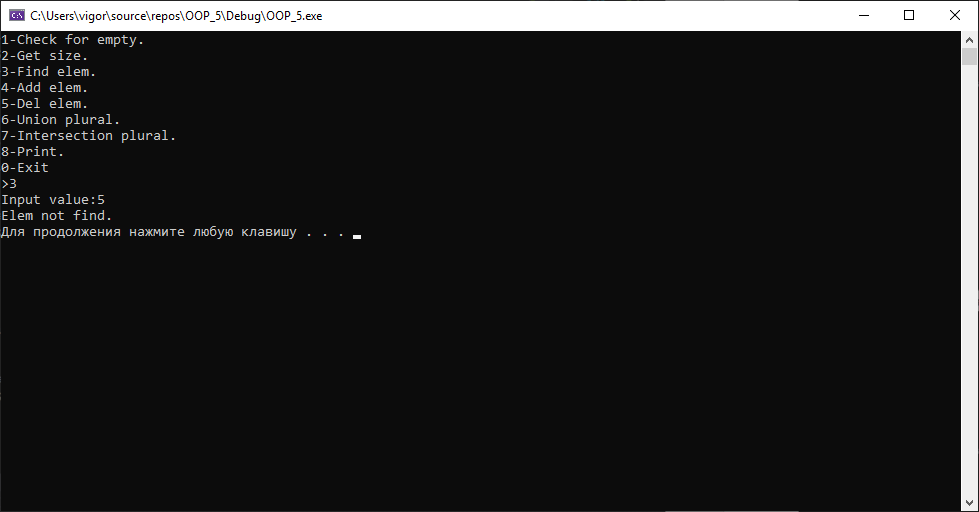 C:\Users\vigor\source\repos\OOP_5\Debug\OOP_5.exe
1-Check for empty.
2-Get size.
3-Find elem.
4-Add elem.
5-Del elem.
6-Union plural.
7-Intersection plural.
8-Print.
0-Exit
>3
Input value:5
Elem not find.
Для продолжения нажмите любую клавишу . . .